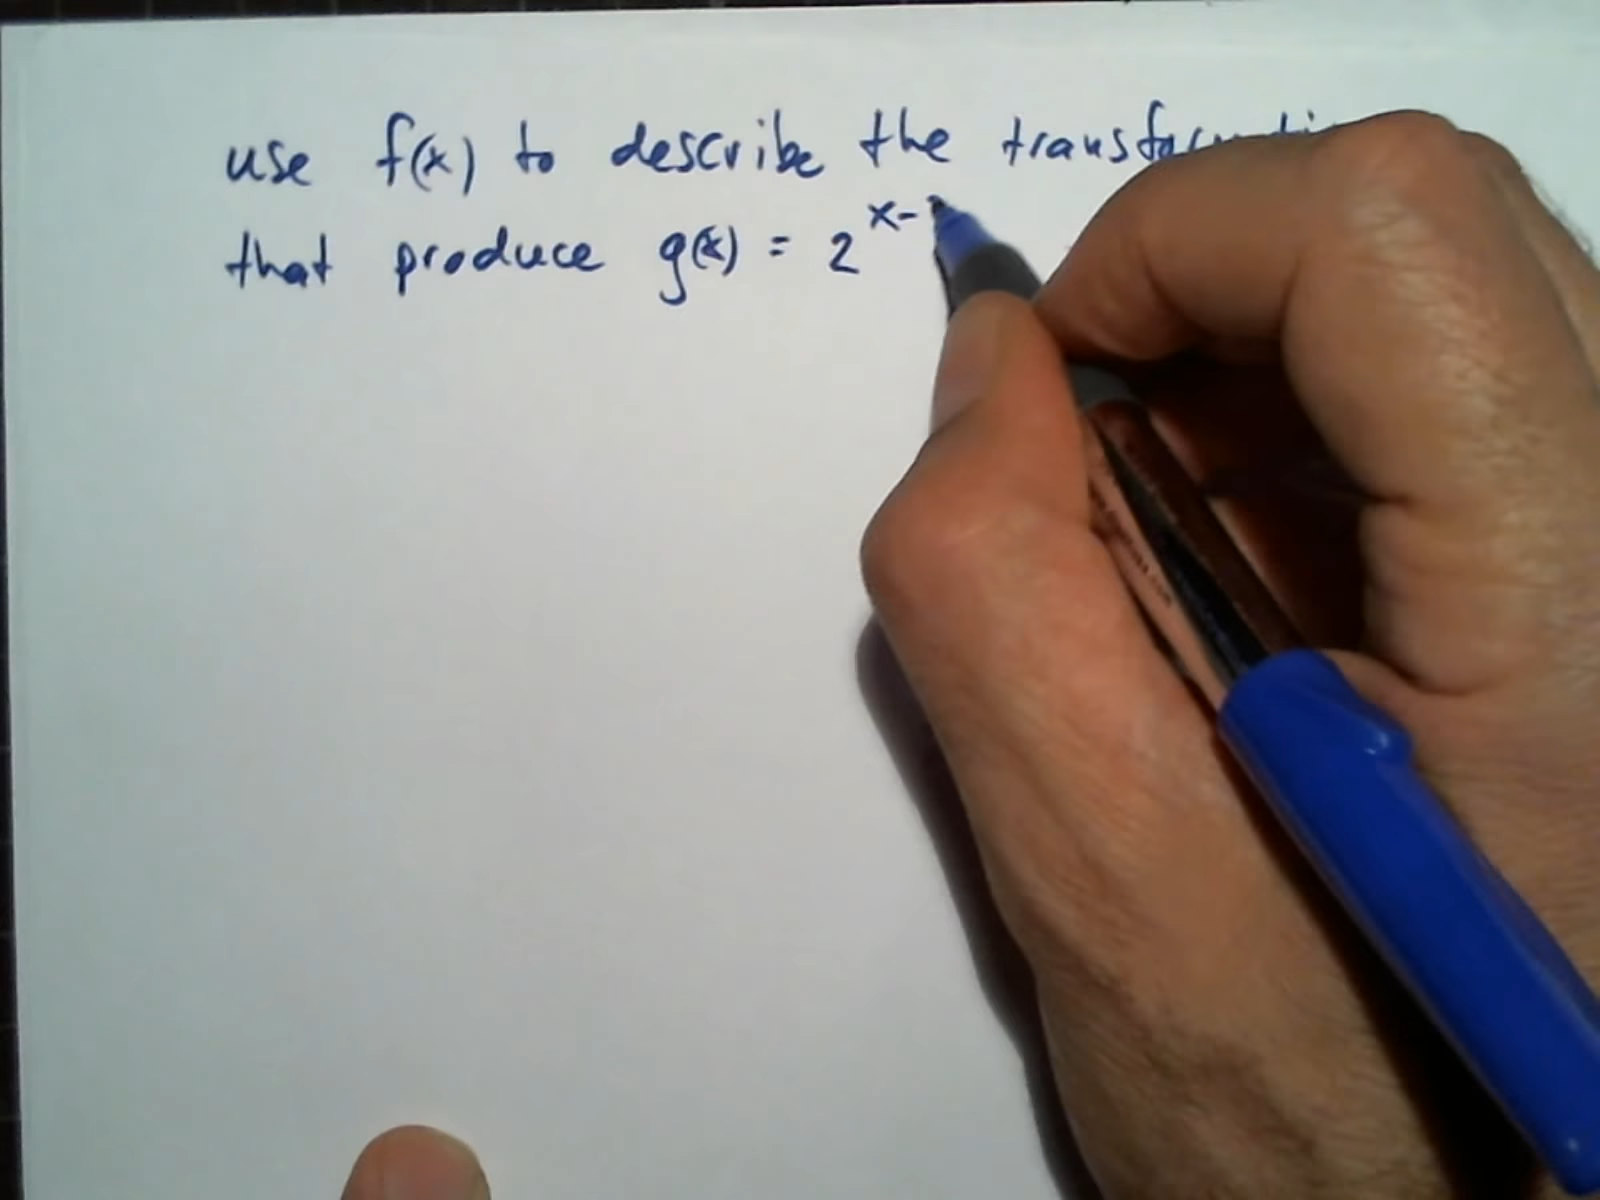 use f(x) to describe the
that produce g(x) = 2^x-